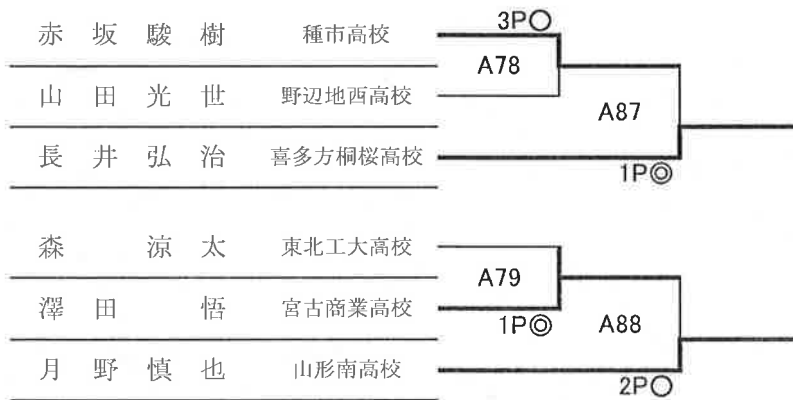 3P○
赤坂駿樹 種市高校
A78
山田光世 野辺地西高校
A87
長井弘治 喜多方桐桜高校
1P◎
森 涼太 東北工大高校
A79
澤田 悟 宮古商業高校
1P◎ A88
月野慎也 山形南高校
2P○